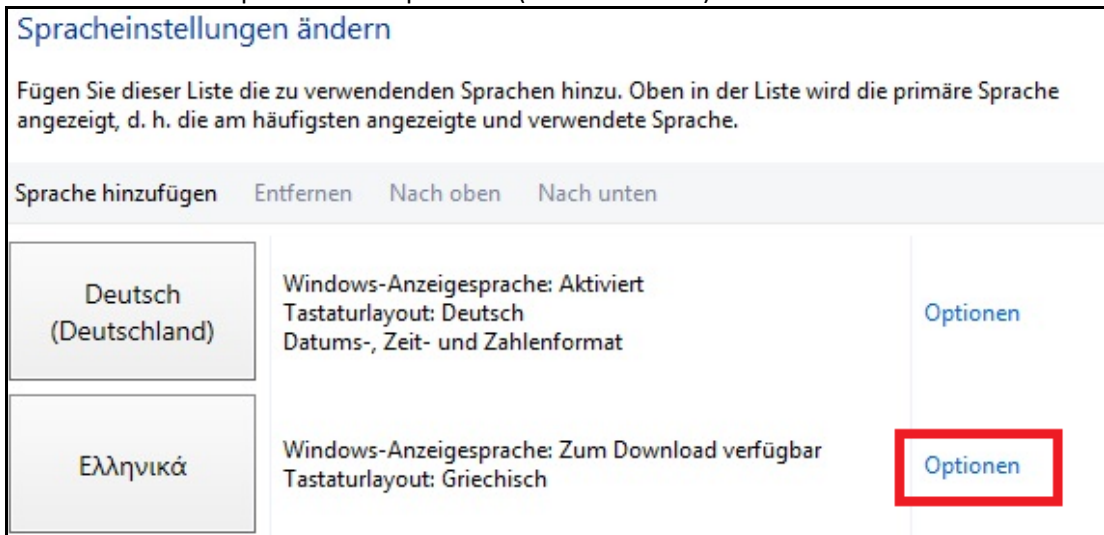 Spracheinstellungen ändern
Fügen Sie dieser Liste die zu verwendenden Sprachen hinzu. Oben in der Liste wird die primäre Sprache
angezeigt, d. h. die am häufigsten angezeigte und verwendete Sprache.
Sprache hinzufügen Entfernen Nach oben Nach unten
Deutsch
(Deutschland)
Windows-Anzeigesprache: Aktiviert
Tastaturlayout: Deutsch
Datums-, Zeit- und Zahlenformat
Optionen
Ελληνικά
Windows-Anzeigesprache: Zum Download verfügbar
Tastaturlayout: Griechisch
Optionen